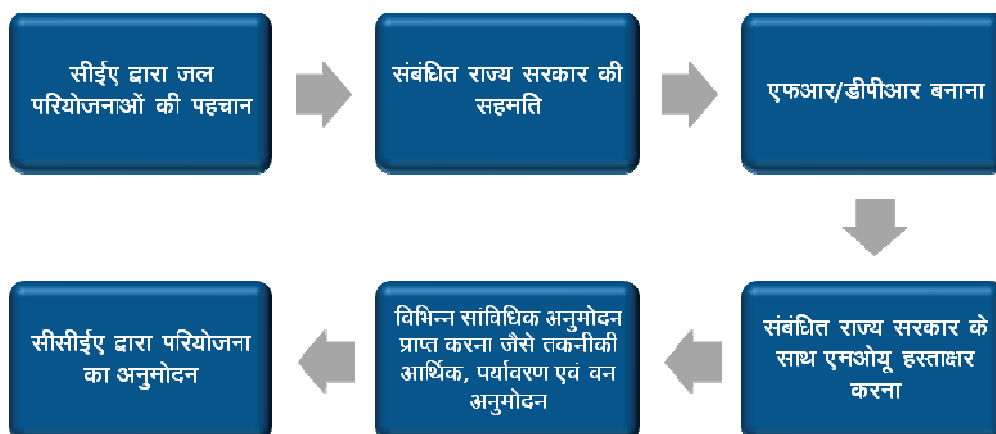 सीईए द्वारा जल
परियोजनाओं की पहचान
संबंधित राज्य सरकार की
सहमति
एफआर/डीपीआर बनाना
संबंधित राज्य सरकार के
साथ एमओयू हस्ताक्षर
करना
विभिन्न सांविधिक अनुमोदन
प्राप्त करना जैसे तकनीकी
आर्थिक, पर्यावरण एवं वन
अनुमोदन
सीसीईए द्वारा परियोजना
का अनुमोदन